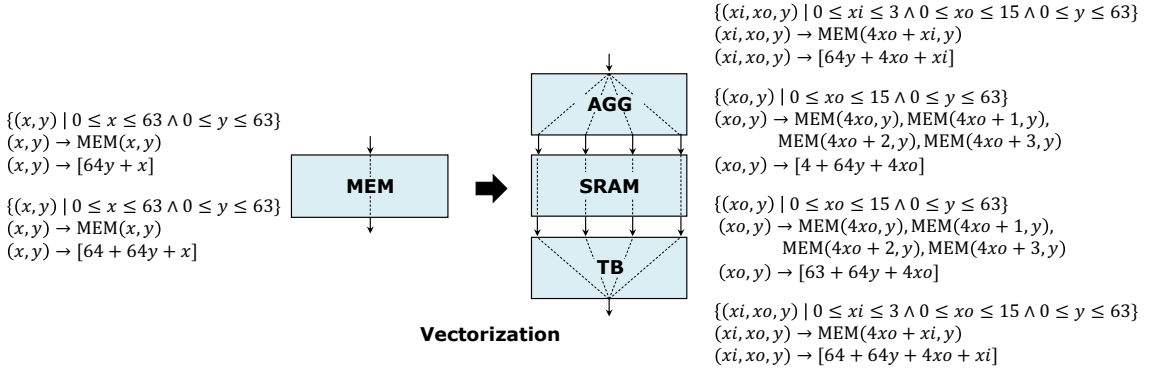 {(x, y) | 0 ≤ x ≤ 63 ∧ 0 ≤ y ≤ 63}
(x, y) → MEM(x, y)
(x, y) → [64y + x]
{(x, y) | 0 ≤ x ≤ 63 ∧ 0 ≤ y ≤ 63}
(x, y) → MEM(x, y)
(x, y) → [64 + 64y + x]
MEM
AGG
SRAM
TB
Vectorization
{(xi, xo, y) | 0 ≤ xi ≤ 3 ∧ 0 ≤ xo ≤ 15 ∧ 0 ≤ y ≤ 63}
(xi, xo, y) → MEM(4xo + xi, y)
(xi, xo, y) → [64y + 4xo + xi]
{(xo, y) | 0 ≤ xo ≤ 15 ∧ 0 ≤ y ≤ 63}
(xo, y) → MEM(4xo, y), MEM(4xo + 1, y),
MEM(4xo + 2, y), MEM(4xo + 3, y)
(xo, y) → [4 + 64y + 4xo]
{(xo, y) | 0 ≤ xo ≤ 15 ∧ 0 ≤ y ≤ 63}
(xo, y) → MEM(4xo, y), MEM(4xo + 1, y),
MEM(4xo + 2, y), MEM(4xo + 3, y)
(xo, y) → [63 + 64y + 4xo]
{(xi, xo, y) | 0 ≤ xi ≤ 3 ∧ 0 ≤ xo ≤ 15 ∧ 0 ≤ y ≤ 63}
(xi, xo, y) → MEM(4xo + xi, y)
(xi, xo, y) → [64 + 64y + 4xo + xi]